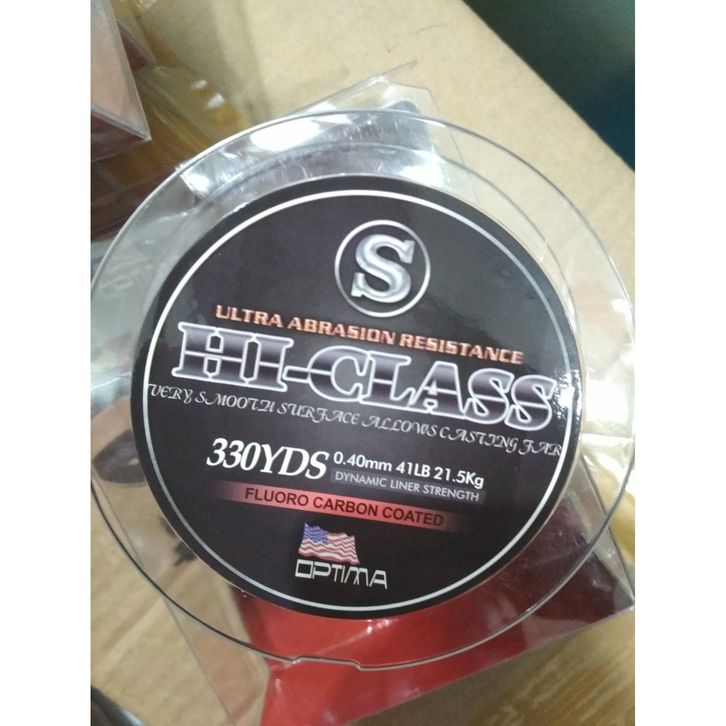 S
ULTRA ABRASION RESISTANCE
HI-CLASS
VERY, SMOOTH SURFACE ALLOWS CASTING FAR
330YDS 0.40mm 41LB 21.5Kg
DYNAMIC LINER STRENGTH
FLUORO CARBON COATED
OPTIMA